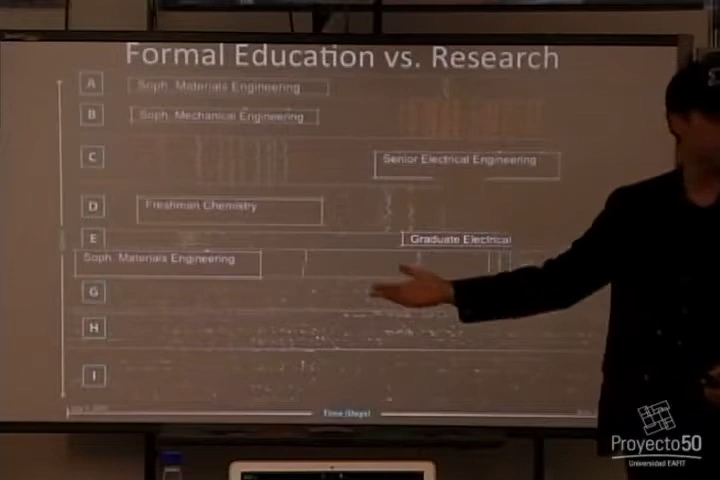 Formal Education vs. Research
A
Soph. Materials Engineering
B
Soph. Mechanical Engineering
C
Senior Electrical Engineering
D
Freshman Chemistry
E
Graduate Electrical
Soph. Materials Engineering
G
H
I
Time (days)
Proyecto50
Universidad EAFIT